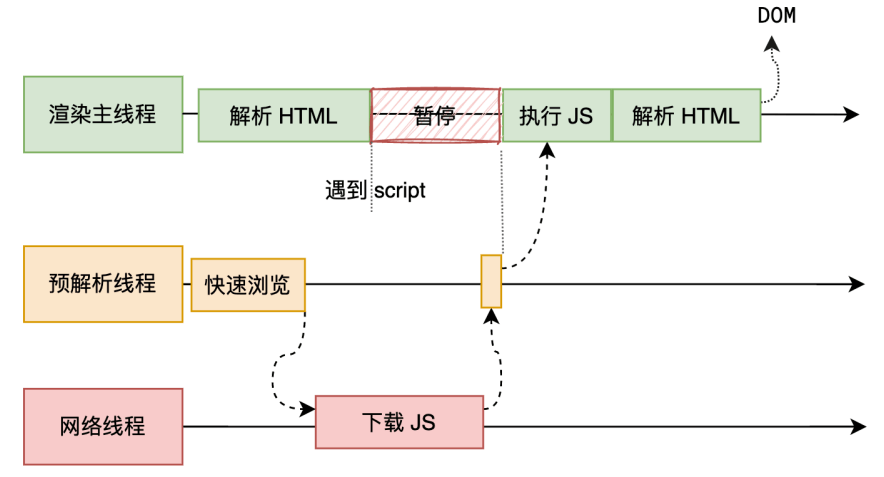 DOM
渲染主线程
解析 HTML
暂停
执行 JS
解析 HTML
遇到 script
预解析线程
快速浏览
网络线程
下载 JS